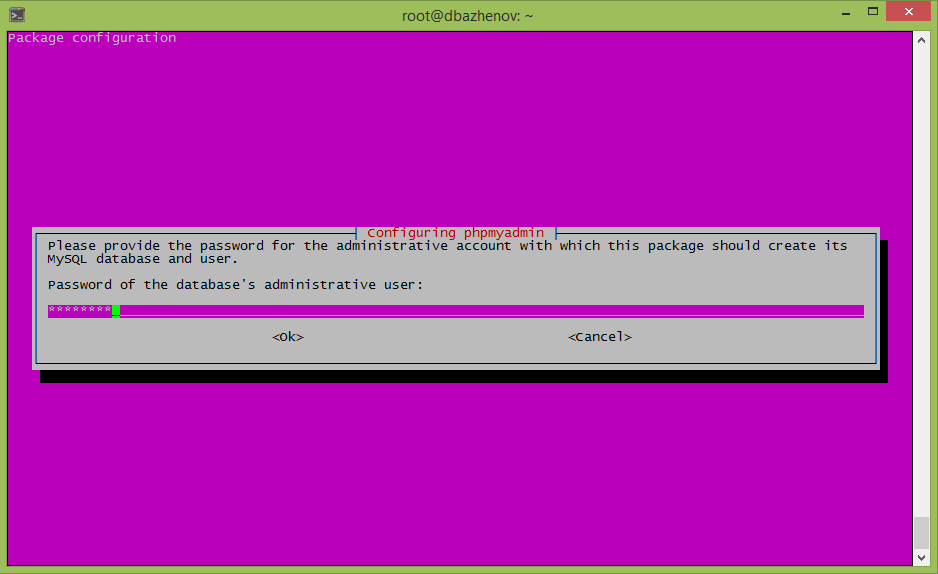 root@dbazhenov: ~
Package configuration
Configuring phpmyadmin
Please provide the password for the administrative account with which this package should create its
MySQL database and user.
Password of the database's administrative user:
********
<Ok> <Cancel>